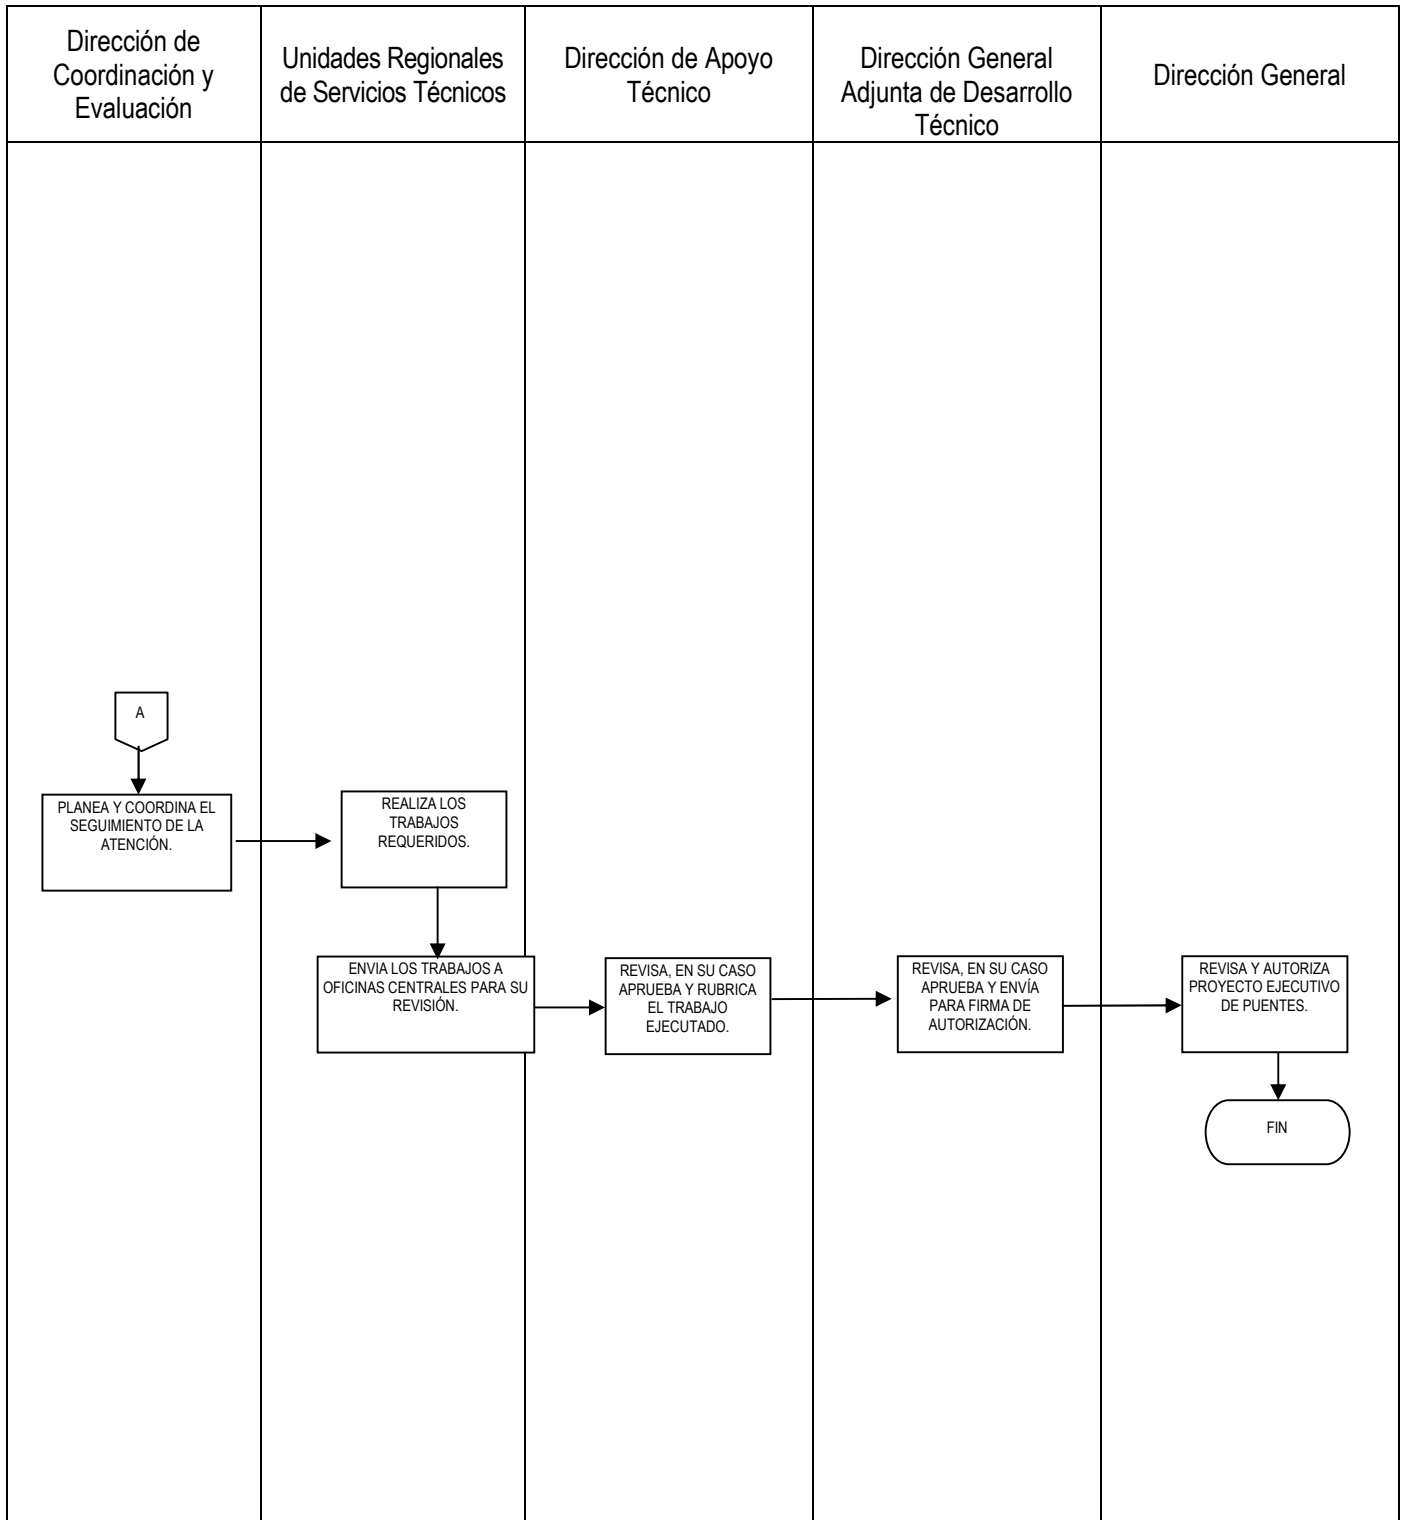 Dirección de
Coordinación y
Evaluación
Unidades Regionales
de Servicios Técnicos
Dirección de Apoyo
Técnico
Dirección General
Adjunta de Desarrollo
Técnico
Dirección General
A
PLANEA Y COORDINA EL
SEGUIMIENTO DE LA
ATENCIÓN.
REALIZA LOS
TRABAJOS
REQUERIDOS.
ENVIA LOS TRABAJOS A
OFICINAS CENTRALES PARA SU
REVISIÓN.
REVISA, EN SU CASO
APRUEBA Y RUBRICA
EL TRABAJO
EJECUTADO.
REVISA, EN SU CASO
APRUEBA Y ENVÍA
PARA FIRMA DE
AUTORIZACIÓN.
REVISA Y AUTORIZA
PROYECTO EJECUTIVO
DE PUENTES.
FIN